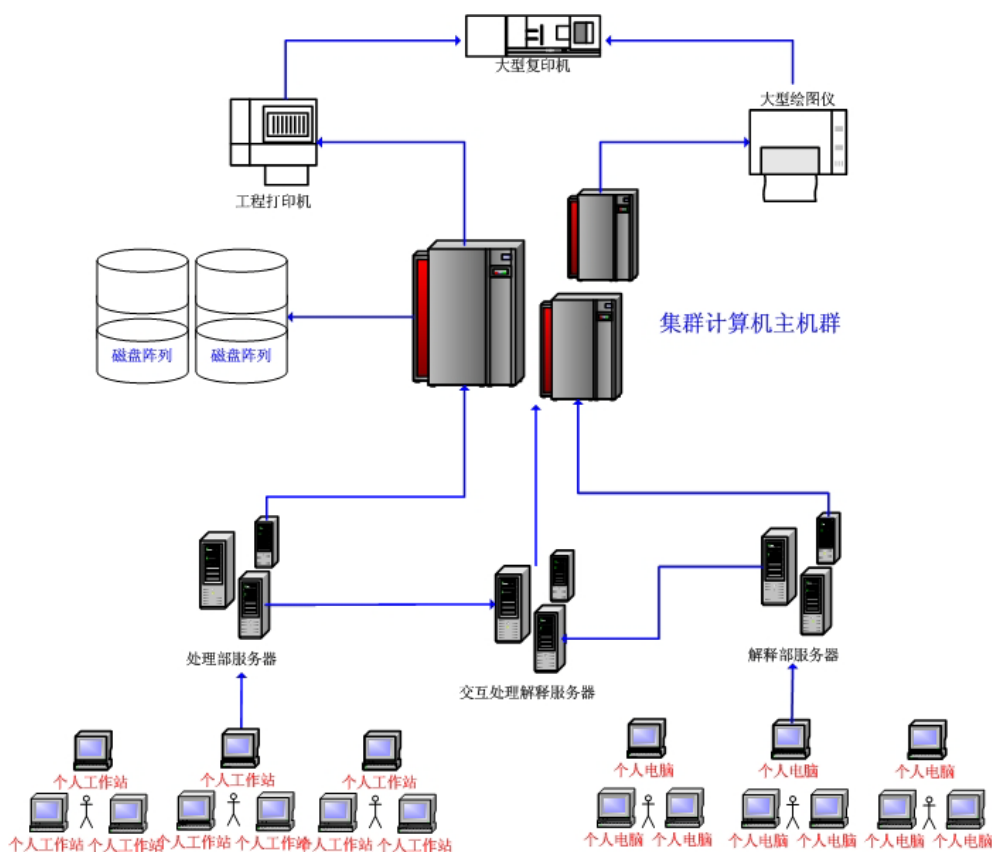 大型复印机
大型绘图仪
工程打印机
集群计算机主机群
磁盘阵列
磁盘阵列
处理部服务器
解释部服务器
交互处理解释服务器
个人工作站
个人工作站
个人工作站
个人电脑
个人电脑
个人电脑
个人工作站
个人工作站
个人工作站
个人工作站
个人工作站
个人工作站
个人电脑
个人电脑
个人电脑
个人电脑
个人电脑
个人电脑